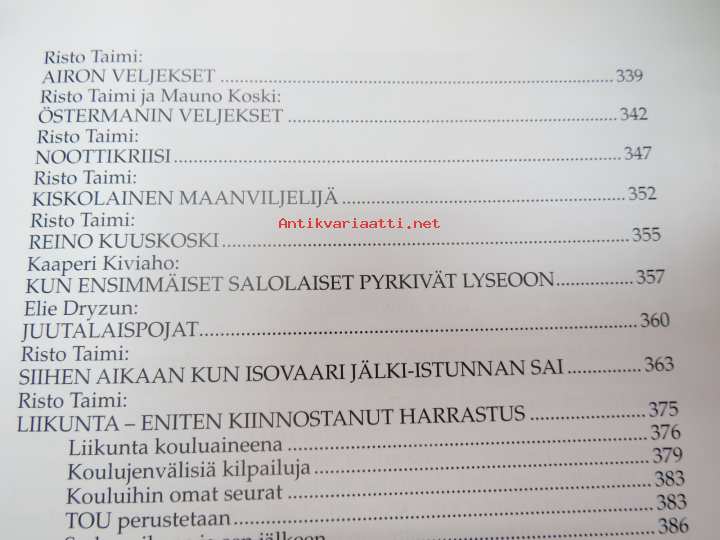 Risto Taimi:
AIRON VELJEKSET ........ 339
Risto Taimi ja Mauno Koski:
ÖSTERMANIN VELJEKSET ........ 342
Risto Taimi:
NOOTTIKRIISI ........ 347
Risto Taimi:
KISKOLAINEN MAANVILJELIJÄ ........ 352
Risto Taimi:
Antikvariaatti.net
REINO KUUSKOSKI ........ 355
Kaaperi Kiviaho:
KUN ENSIMMÄISET SALOLAISET PYRKIVÄT LYSEOON ........ 357
Elie Dryzun:
JUUTALAISPOJAT ........ 360
Risto Taimi:
SIIHEN AIKAAN KUN ISOVAARI JÄLKI-ISTUNNAN SAI ........ 363
Risto Taimi:
LIIKUNTA – ENITEN KIINNOSTANUT HARRASTUS ........ 375
Liikunta kouluaineena ........ 376
Koulujenvälisiä kilpailuja ........ 379
Kouluihin omat seurat ........ 383
TOU perustetaan ........ 383
jälkeen ........ 386